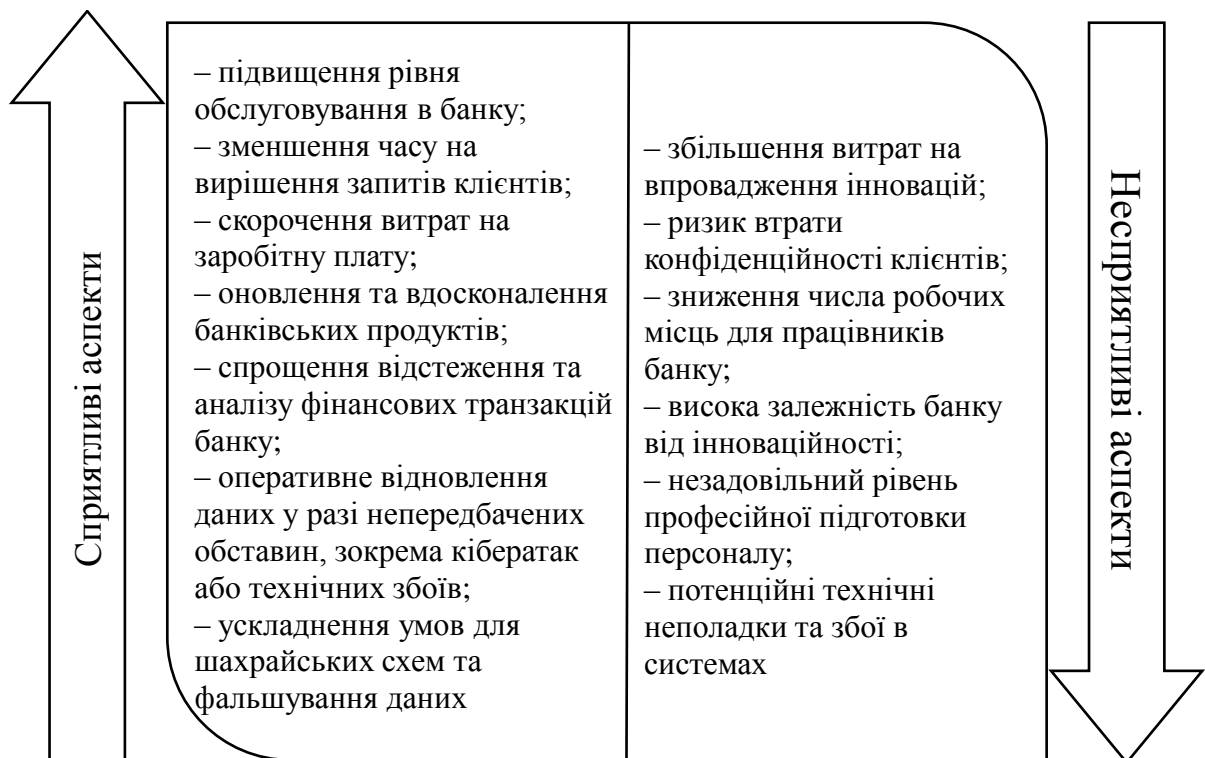 Сприятливі аспекти
– підвищення рівня
обслуговування в банку;
– зменшення часу на
вирішення запитів клієнтів;
– скорочення витрат на
заробітну плату;
– оновлення та вдосконалення
банківських продуктів;
– спрощення відстеження та
аналізу фінансових транзакцій
банку;
– оперативне відновлення
даних у разі непередбачених
обставин, зокрема кібератак
або технічних збоїв;
– ускладнення умов для
шахрайських схем та
фальшування даних
– збільшення витрат на
впровадження інновацій;
– ризик втрати
конфіденційності клієнтів;
– зниження числа робочих
місць для працівників
банку;
– висока залежність банку
від інноваційності;
– незадовільний рівень
професійної підготовки
персоналу;
– потенційні технічні
неполадки та збої в
системах
Несприятливі аспекти